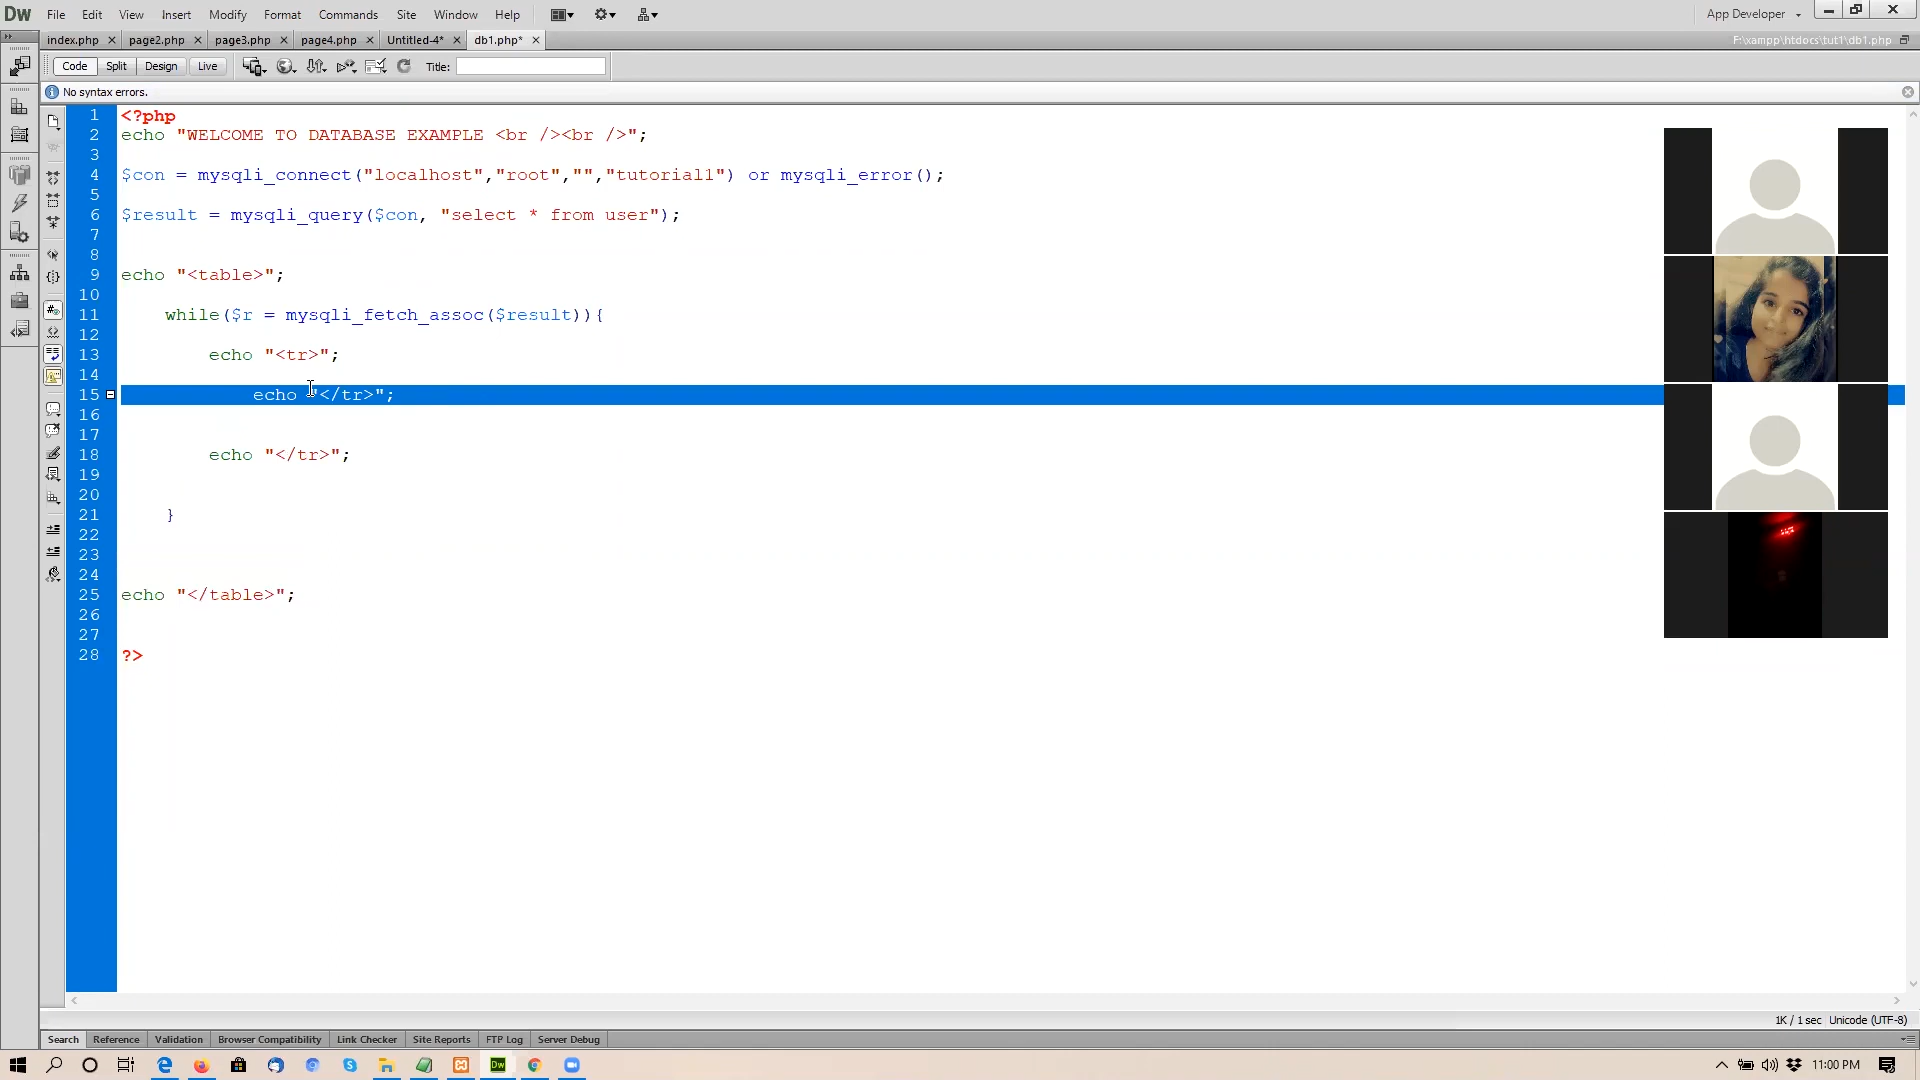 Dw File Edit View Insert Modify Format Commands Site Window Help App Developer
index.php page2.php page3.php page4.php Untilted-4* db1.php* F:\xampp\htdocs\tut1\db1.php
Code Split Design Live Title:
No syntax errors.
1 <?php
2 echo "WELCOME TO DATABASE EXAMPLE <br /><br />";
3
4 $con = mysqli_connect("localhost","root","","tutorial1") or mysqli_error();
5
6 $result = mysqli_query($con, "select * from user");
7
8
9 echo "<table>";
10
11 while($r = mysqli_fetch_assoc($result)){
12
13 echo "<tr>";
14
15 echo "</tr>";
16
17
18 echo "</tr>";
19
20
21 }
22
23
24
25 echo "</table>";
26
27
28 ?>
1K / 1 sec Unicode (UTF-8)
Search Reference Validation Browser Compatibility Link Checker Site Reports FTP Log Server Debug
Dw 11:00 PM